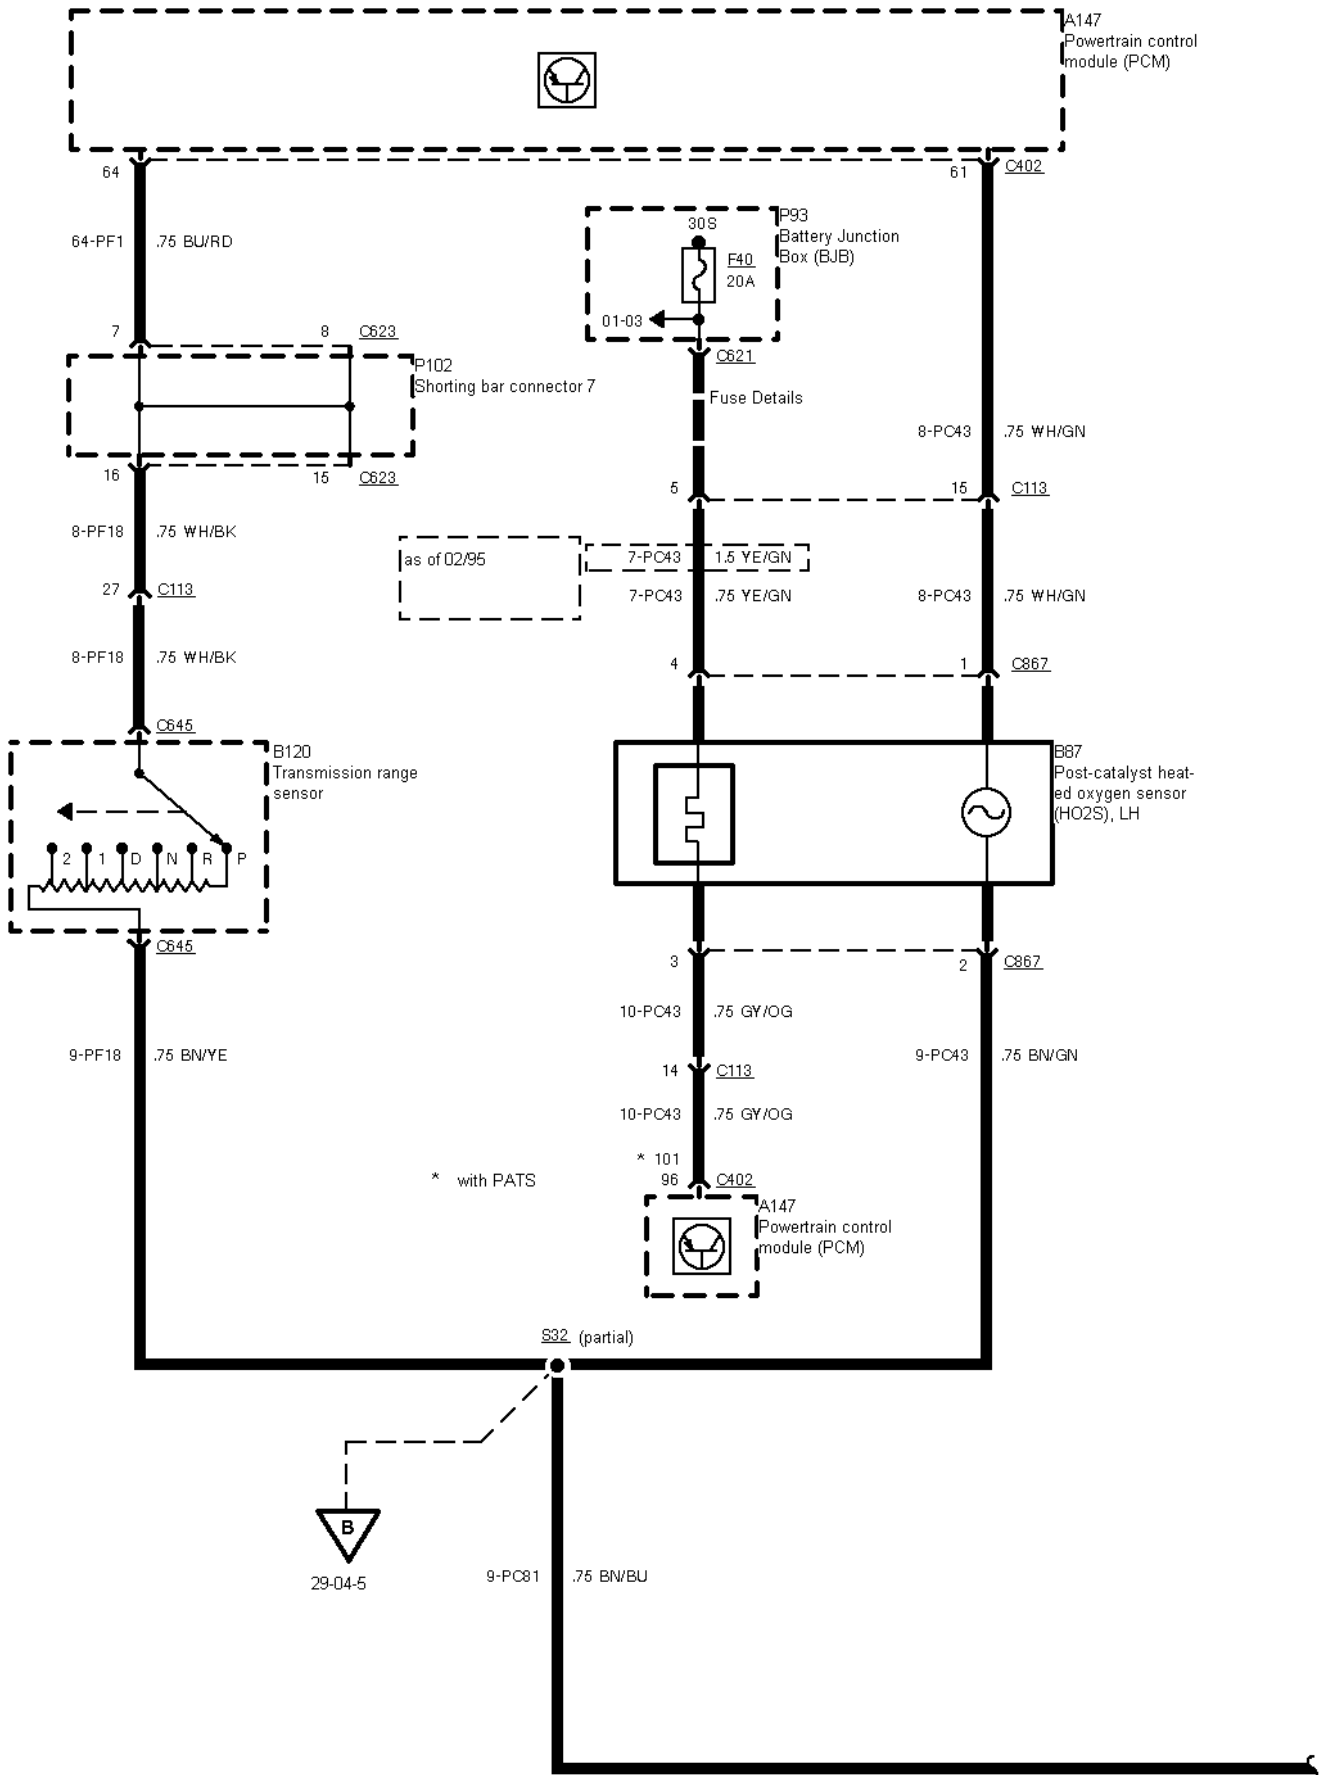 A147
Powertrain control
module (PCM)
64
61
C402
64-PF1
.75 BU/RD
30S
F40
20A
01-03
P93
Battery Junction
Box (BJB)
C621
Fuse Details
7
8
C623
P102
Shorting bar connector 7
16
15
C623
8-PC43
.75 WH/GN
5
15
C113
8-PF18
.75 WH/BK
as of 02/95
7-PC43
1.5 YE/GN
27
C113
7-PC43
.75 YE/GN
8-PC43
.75 WH/GN
8-PF18
.75 WH/BK
4
1
C867
C645
B120
Transmission range
sensor
2
1
D
N
R
P
B87
Post-catalyst heat-
ed oxygen sensor
(HO2S), LH
C645
3
2
C867
10-PC43
.75 GY/OG
9-PF18
.75 BN/YE
9-PC43
.75 BN/GN
14
C113
10-PC43
.75 GY/OG
* with PATS
* 101
96
C402
A147
Powertrain control
module (PCM)
S32 (partial)
B
29-04-5
9-PC81
.75 BN/BU